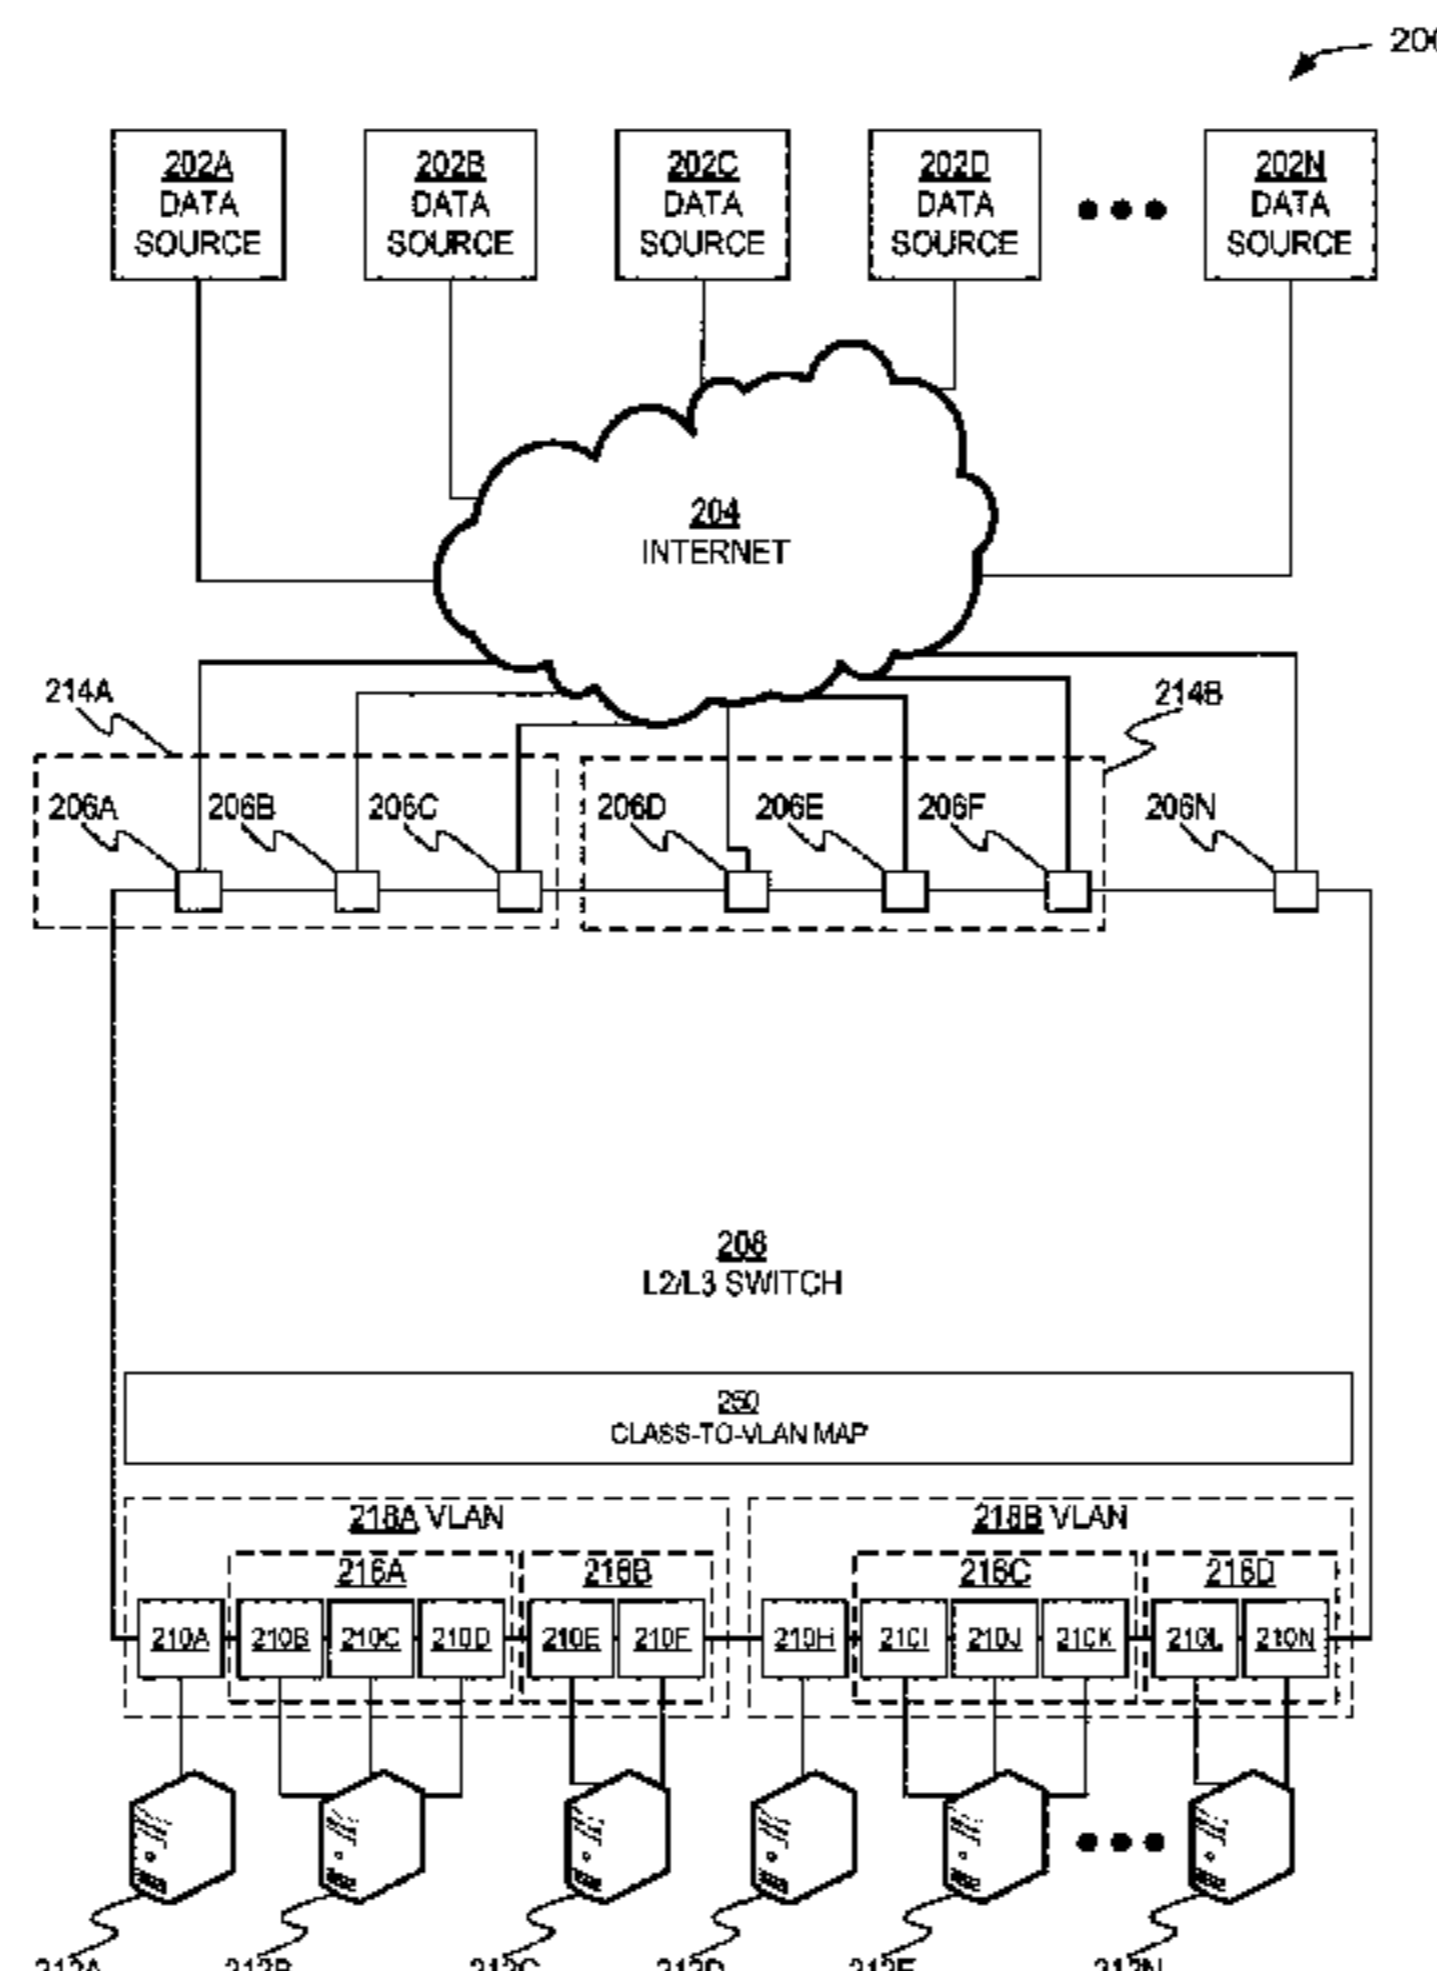 202A
DATA
SOURCE
202B
DATA
SOURCE
202C
DATA
SOURCE
202D
DATA
SOURCE
202N
DATA
SOURCE
204
INTERNET
214A
214B
206A
206B
206C
206D
206E
206F
206N
208
L2/L3 SWITCH
250
CLASS-TO-VLAN MAP
218A VLAN
218B VLAN
216A
216B
216C
216D
210A
210B
210C
210D
210E
210F
210H
210I
210J
210K
210L
210N